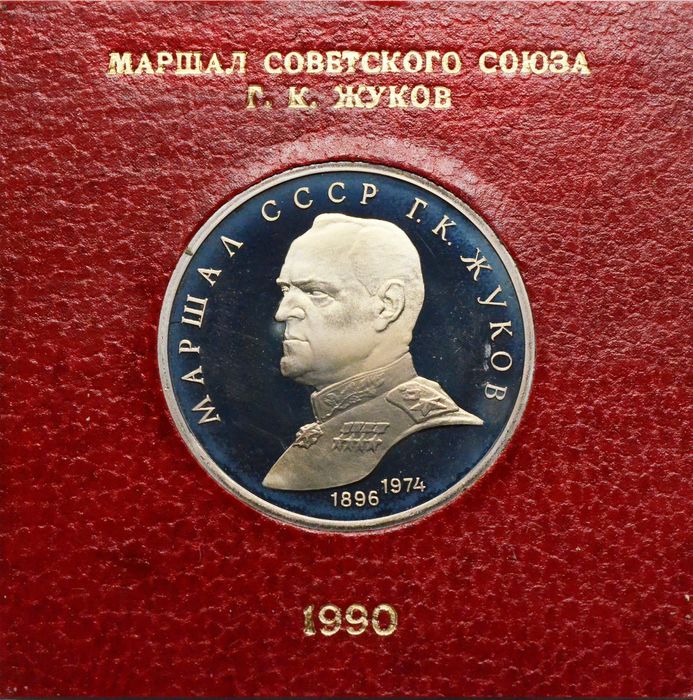 МАРШАЛ СОВЕТСКОГО СОЮЗА
Г. К. ЖУКОВ
МАРШАЛ СССР Г.К. ЖУКОВ
1896 1974
1990